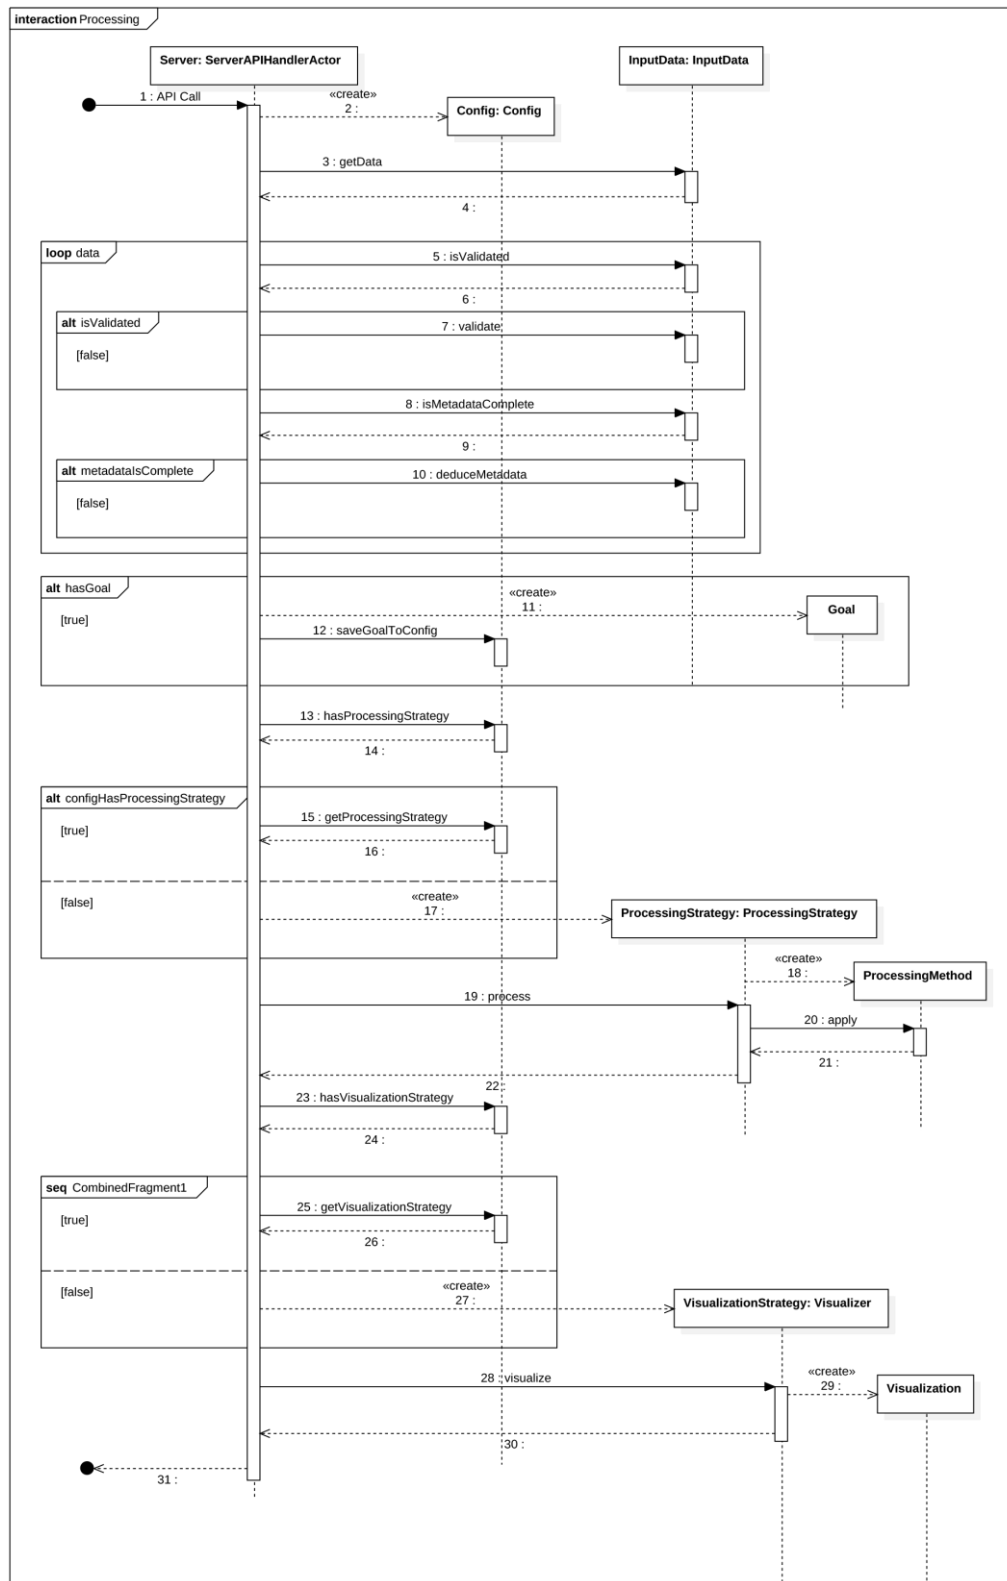 interaction Processing
Server: ServerAPIHandlerActor
InputData: InputData
1 : API Call
«create»
2 :
Config: Config
3 : getData
4 :
loop data
5 : isValidated
6 :
alt isValidated
7 : validate
[false]
8 : isMetadataComplete
9 :
alt metadataIsComplete
10 : deduceMetadata
[false]
alt hasGoal
«create»
11 :
Goal
[true]
12 : saveGoalToConfig
13 : hasProcessingStrategy
14 :
alt configHasProcessingStrategy
15 : getProcessingStrategy
[true]
16 :
[false]
«create»
17 :
ProcessingStrategy: ProcessingStrategy
«create»
18 :
ProcessingMethod
19 : process
20 : apply
21 :
22 :
23 : hasVisualizationStrategy
24 :
seq CombinedFragment1
25 : getVisualizationStrategy
[true]
26 :
[false]
«create»
27 :
VisualizationStrategy: Visualizer
28 : visualize
«create»
29 :
Visualization
30 :
31 :